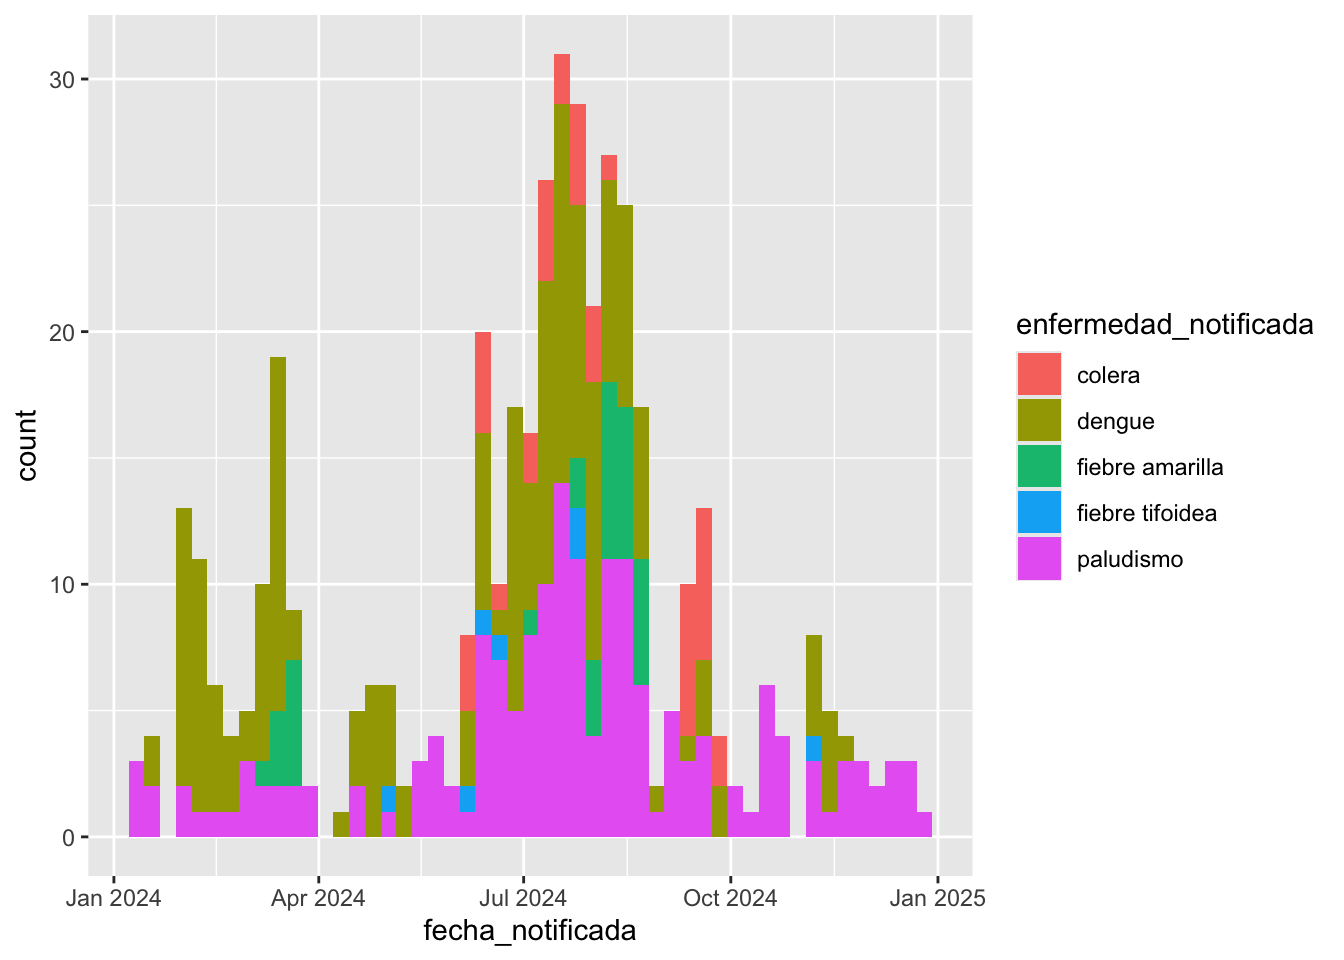 30
20
10
0
count
Jan 2024
Apr 2024
Jul 2024
Oct 2024
Jan 2025
fecha_notificada
enfermedad_notificada
colera
dengue
fiebre amarilla
fiebre tifoidea
paludismo